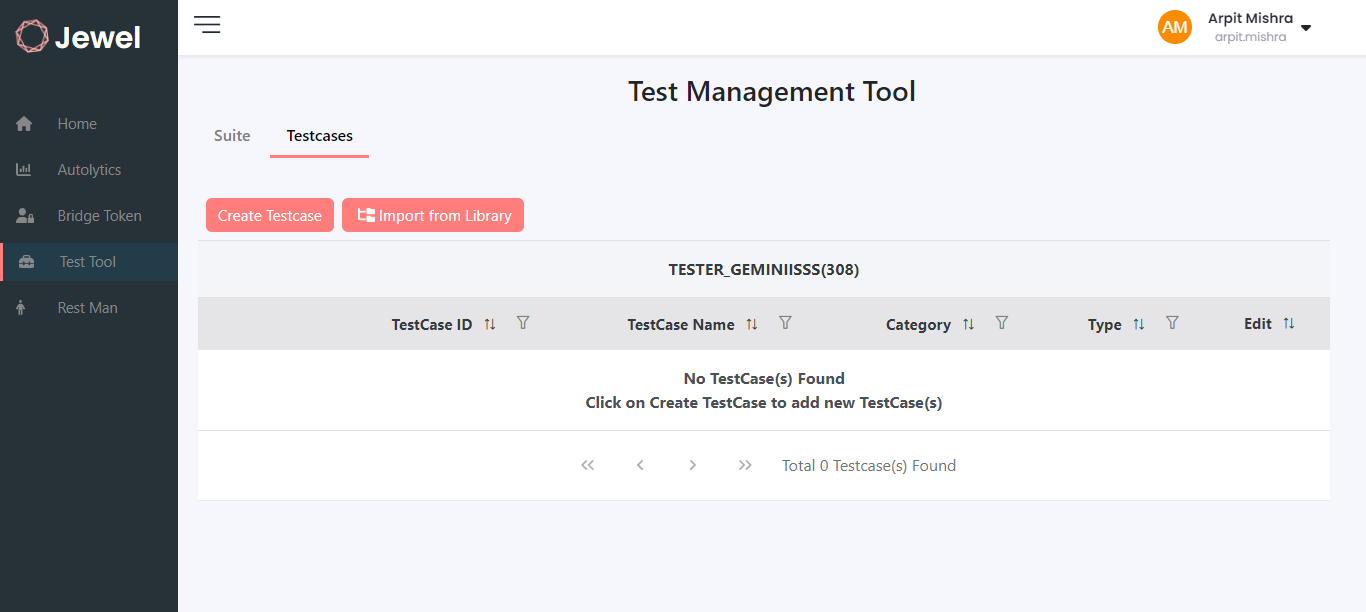 Jewel
AM
Arpit Mishra
arpit.mishra
Home
Autolytics
Bridge Token
Test Tool
Rest Man
Test Management Tool
Suite Testcases
Create Testcase Import from Library
TESTER_GEMINIISSS(308)
TestCase ID TestCase Name Category Type Edit
No TestCase(s) Found
Click on Create TestCase to add new TestCase(s)
Total 0 Testcase(s) Found